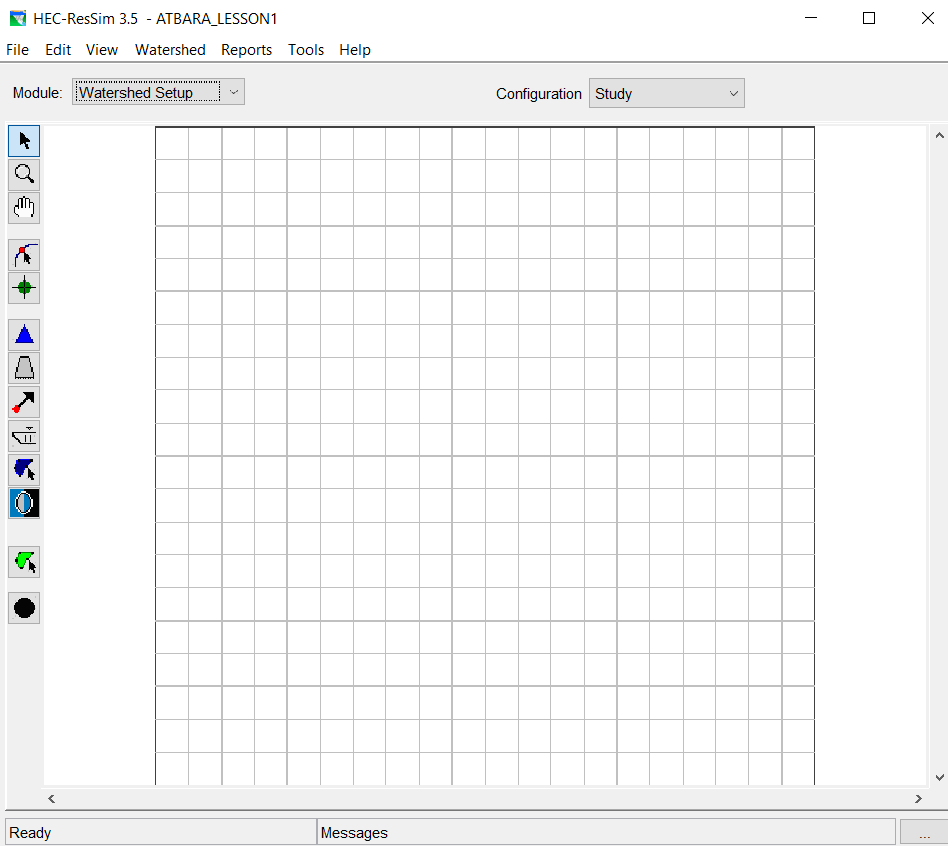 HEC-ResSim 3.5 - ATBARA_LESSON1
File Edit View Watershed Reports Tools Help
Module: Watershed Setup Configuration Study
Ready Messages ...